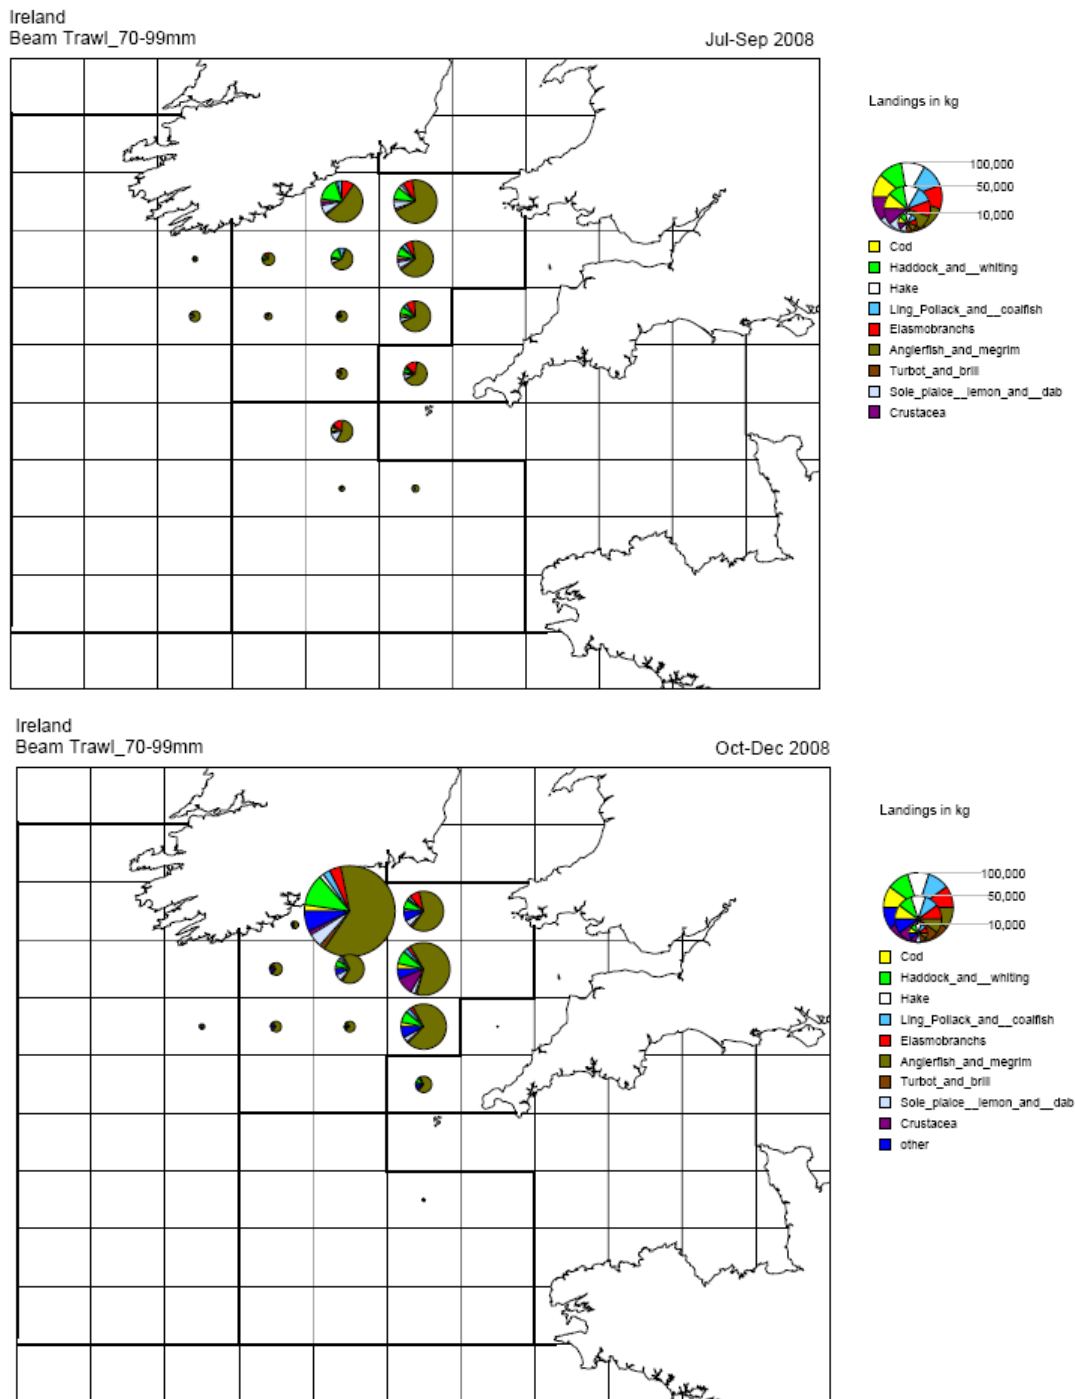 Ireland
Beam Trawl_70-99mm
Jul-Sep 2008
Landings in kg
100,000
50,000
10,000
Cod
Haddock_and__whiting
Hake
Ling_Pollack_and__coalfish
Elasmobranchs
Anglerfish_and_megrim
Turbot_and_brill
Sole_plaice__lemon_and__dab
Crustacea
Ireland
Beam Trawl_70-99mm
Oct-Dec 2008
Landings in kg
100,000
50,000
10,000
Cod
Haddock_and__whiting
Hake
Ling_Pollack_and__coalfish
Elasmobranchs
Anglerfish_and_megrim
Turbot_and_brill
Sole_plaice__lemon_and__dab
Crustacea
other